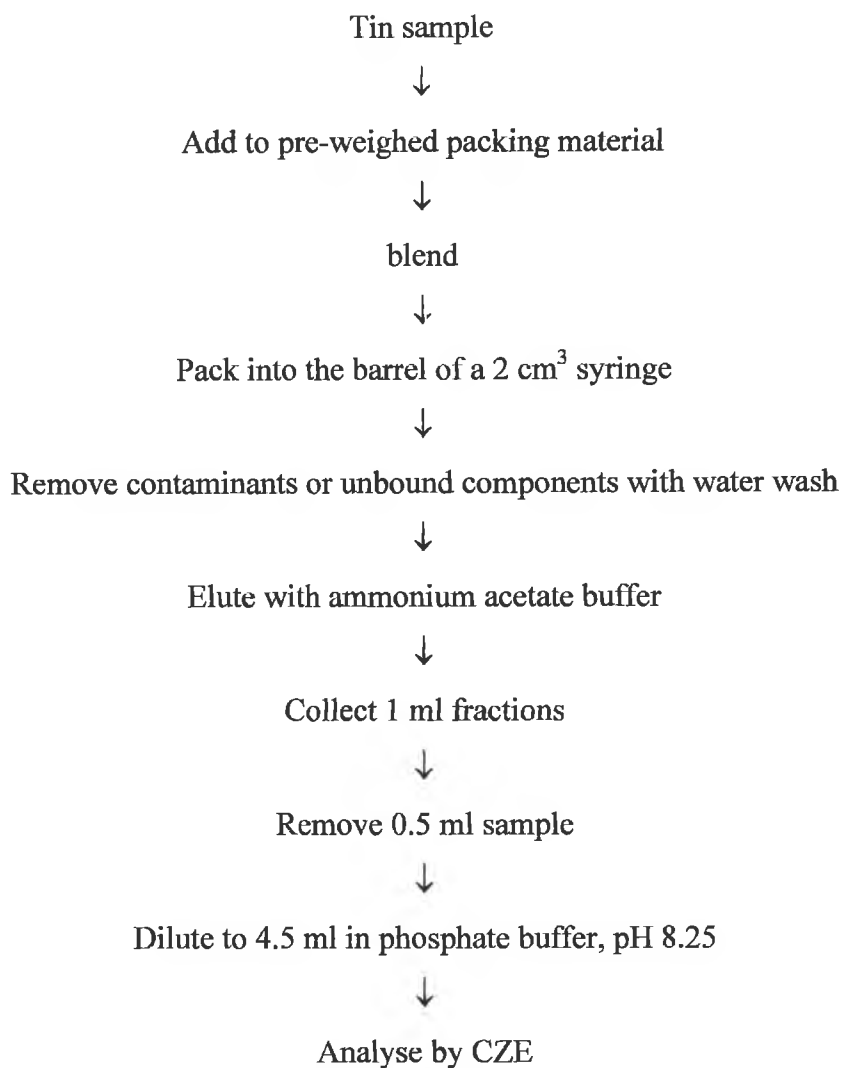 Tin sample
↓
Add to pre-weighed packing material
↓
blend
↓
Pack into the barrel of a 2 cm³ syringe
↓
Remove contaminants or unbound components with water wash
↓
Elute with ammonium acetate buffer
↓
Collect 1 ml fractions
↓
Remove 0.5 ml sample
↓
Dilute to 4.5 ml in phosphate buffer, pH 8.25
↓
Analyse by CZE